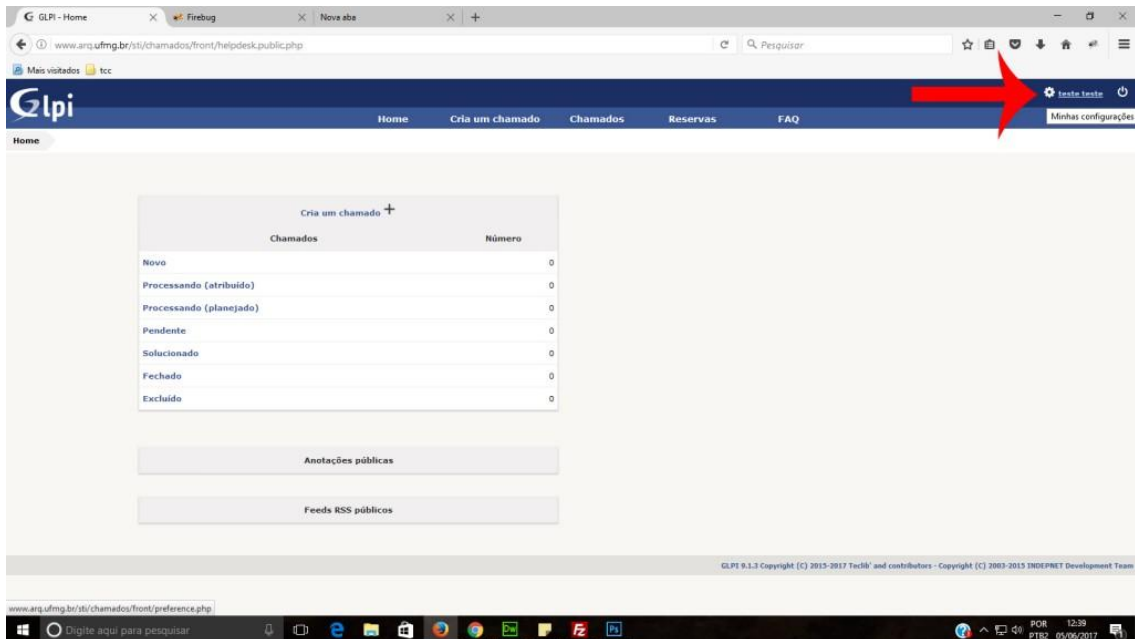 GLPI - Home
Firebug
Nova aba
www.arq.ufmg.br/sti/chamados/front/helpdesk.public.php
Pesquisar
Mais visitados tcc
Glpi
teste teste
Home Cria um chamado Chamados Reservas FAQ
Minhas configurações
Home
Cria um chamado +
Chamados Número
Novo 0
Processando (atribuído) 0
Processando (planejado) 0
Pendente 0
Solucionado 0
Fechado 0
Excluído 0
Anotações públicas
Feeds RSS públicos
GLPI 9.1.3 Copyright (C) 2015-2017 Teclib' and contributors - Copyright (C) 2003-2015 INDEPNET Development Team
www.arq.ufmg.br/sti/chamados/front/preference.php
Digite aqui para pesquisar
Dw
Fz
Ps
POR 12:39
PTB2 05/06/2017